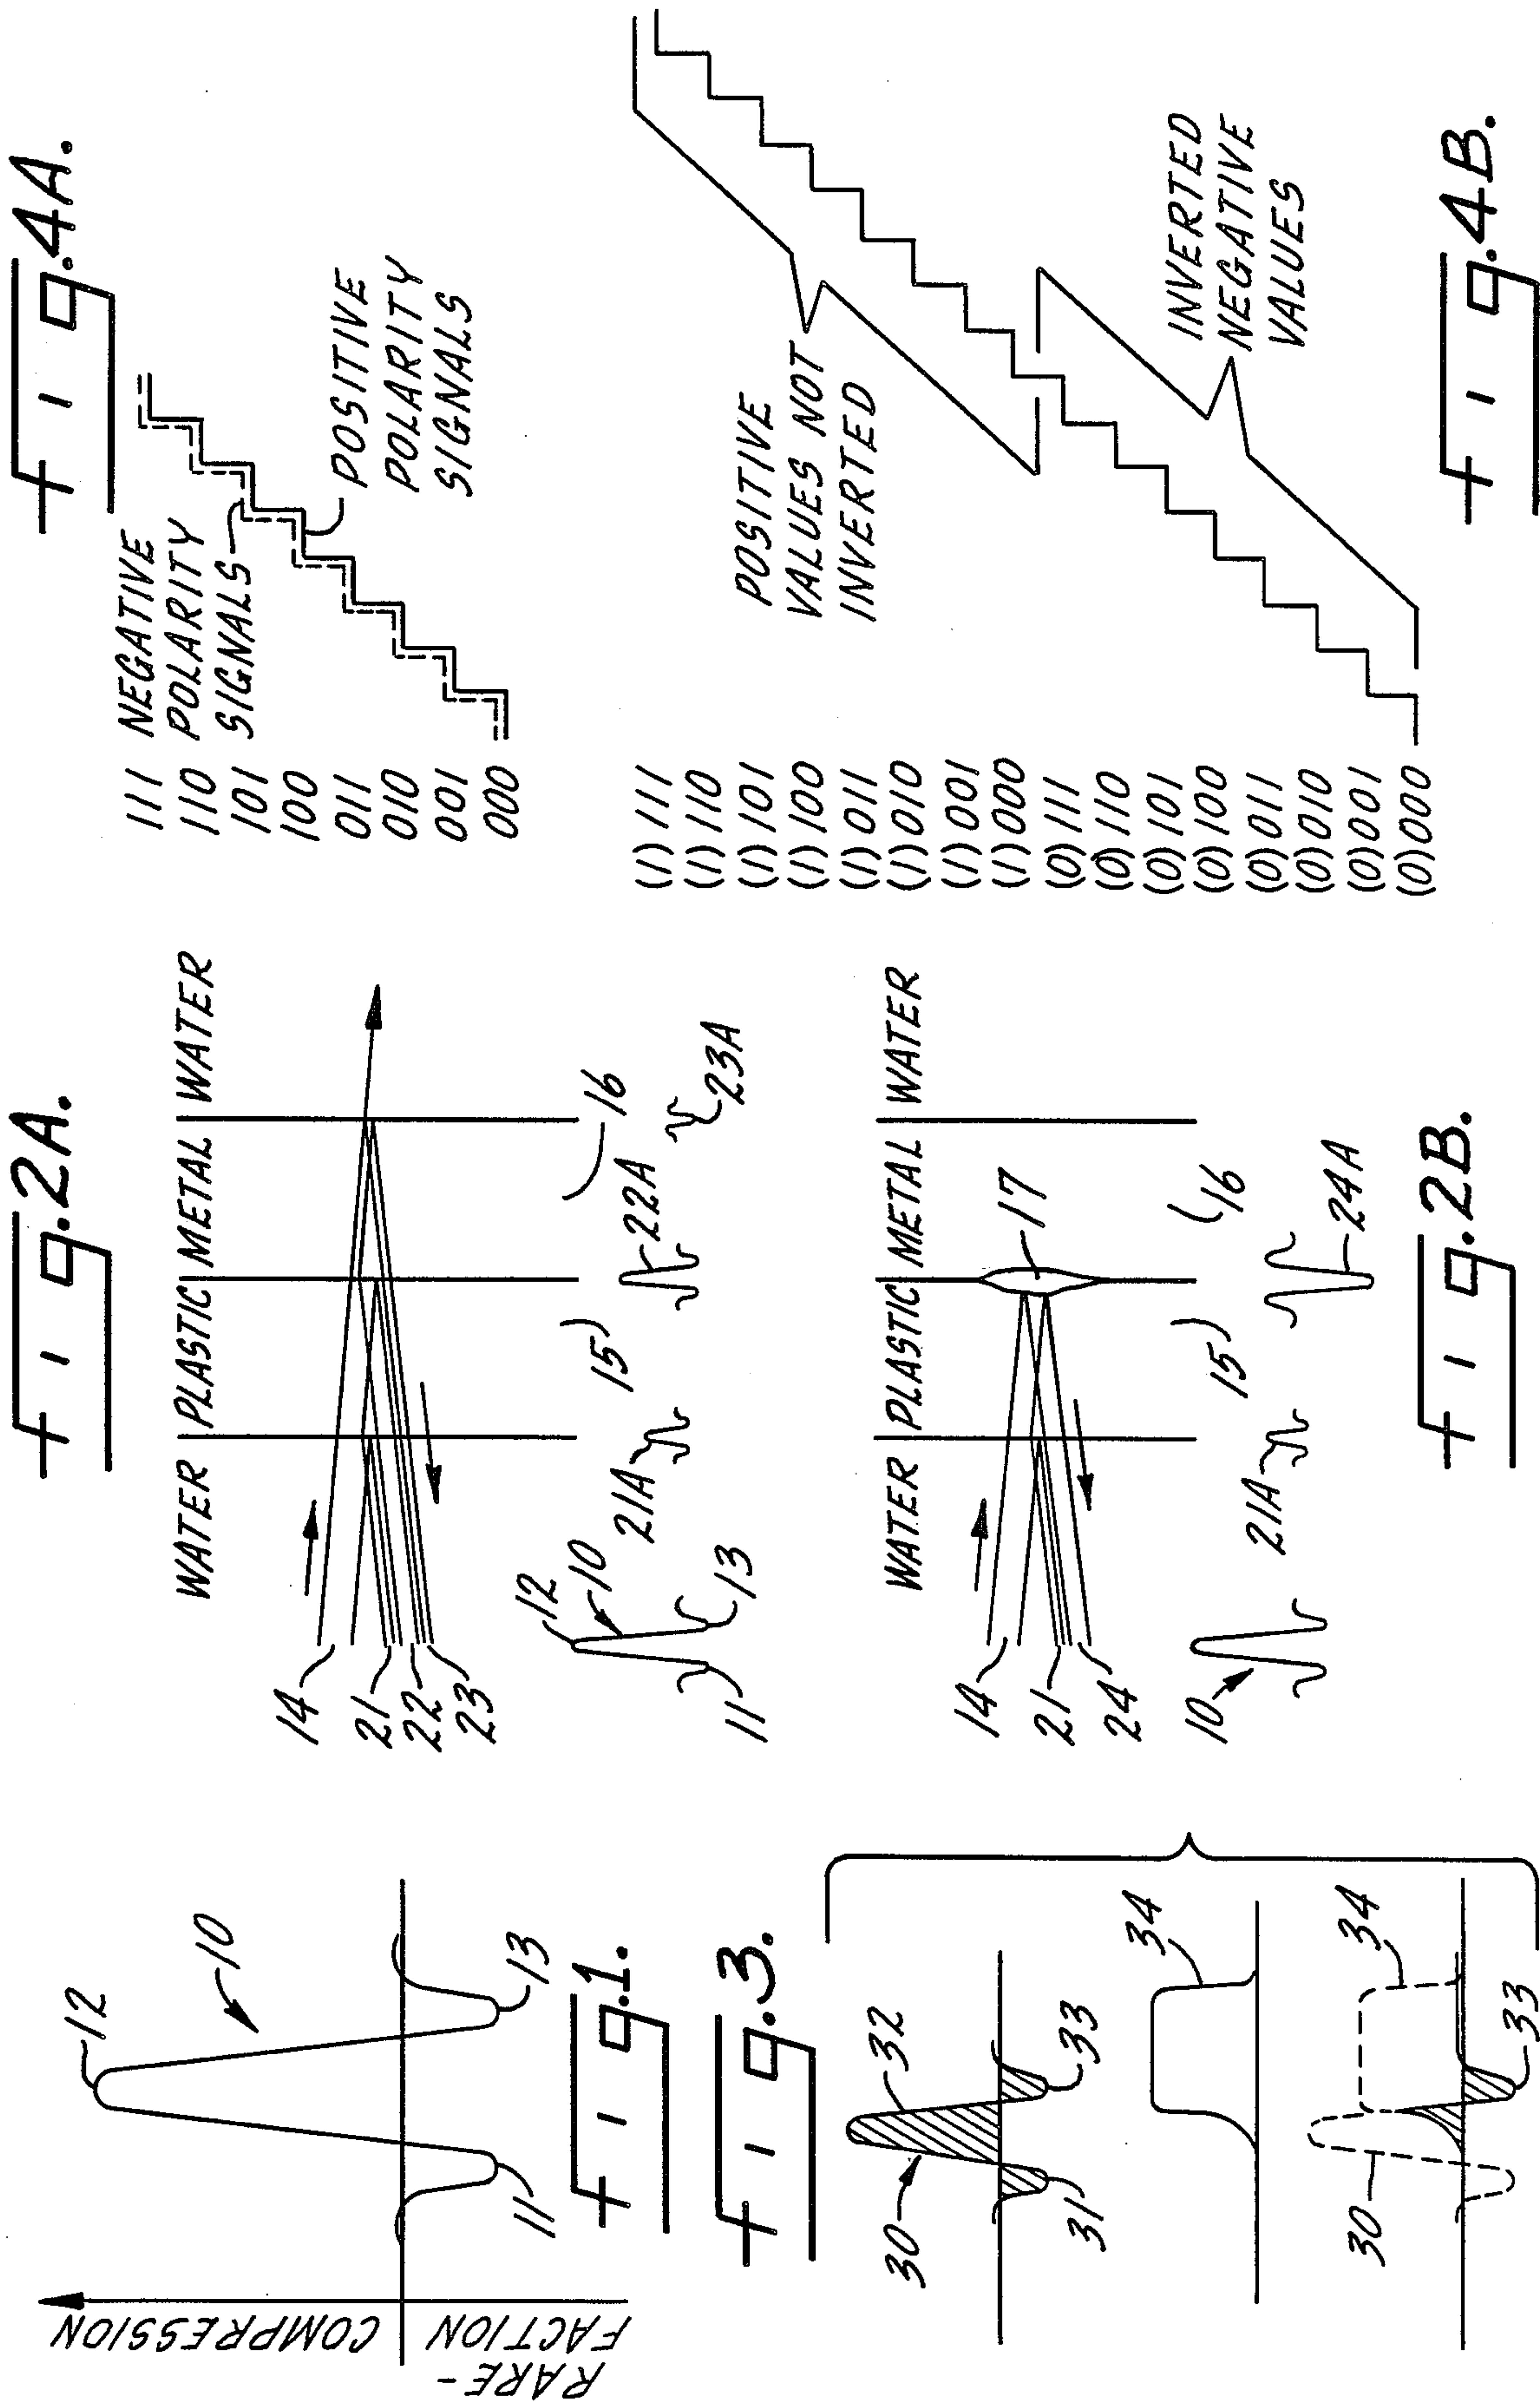 Fig.1.
COMPRESSION
RARE-
FACTION
10
12
11
13
Fig.2A.
WATER PLASTIC METAL WATER
14
21
22
23
12
10
11
13
21A
15
22A
16
23A
Fig.2B.
WATER PLASTIC METAL WATER
14
21
24
17
10
21A
15
16
24A
Fig.3.
30
32
31
33
34
30
34
33
Fig.4A.
111
110
101
100
011
010
001
000
NEGATIVE
POLARITY
SIGNALS
POSITIVE
POLARITY
SIGNALS
Fig.4B.
(1) 111
(1) 110
(1) 101
(1) 100
(1) 011
(1) 010
(1) 001
(1) 000
(0) 111
(0) 110
(0) 101
(0) 100
(0) 011
(0) 010
(0) 001
(0) 000
POSITIVE
VALUES NOT
INVERTED
INVERTED
NEGATIVE
VALUES